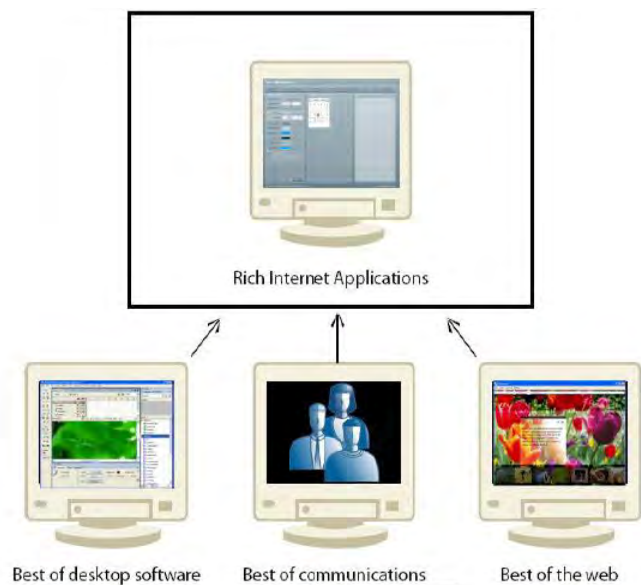 Rich Internet Applications
Best of desktop software
Best of communications
Best of the web